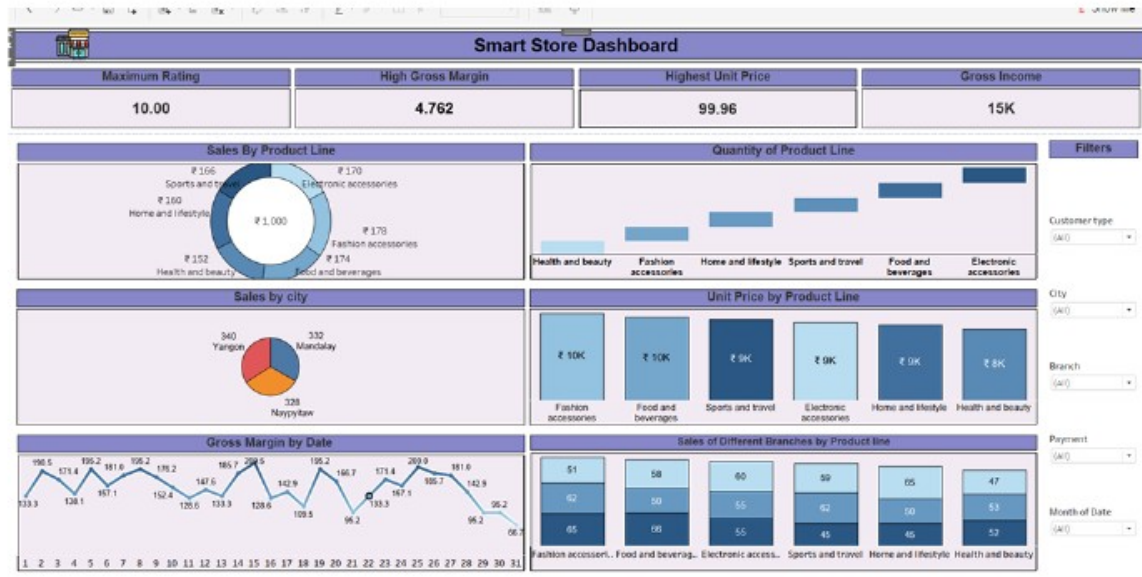 Show Me
Smart Store Dashboard
Maximum Rating
High Gross Margin
Highest Unit Price
Gross Income
10.00
4.762
99.96
15K
Sales By Product Line
₹ 166
Sports and travel
₹ 170
Electronic accessories
₹ 160
Home and lifestyle
₹ 1,000
₹ 178
Fashion accessories
₹ 152
Health and beauty
₹ 174
Food and beverages
Quantity of Product Line
Health and beauty
Fashion
accessories
Home and lifestyle
Sports and travel
Food and
beverages
Electronic
accessories
Filters
Customer type
(All)
City
(All)
Branch
(All)
Payment
(All)
Month of Date
(All)
Sales by city
340
Yangon
332
Mandalay
328
Naypyitaw
Unit Price by Product Line
₹ 10K
₹ 10K
₹ 9K
₹ 9K
₹ 9K
₹ 8K
Fashion
accessories
Food and
beverages
Sports and travel
Electronic
accessories
Home and lifestyle
Health and beauty
Gross Margin by Date
133.3
190.5
171.4
138.1
195.2
157.1
181.0
195.2
176.2
152.4
128.6
147.6
133.3
185.7
128.6
142.9
109.5
195.2
166.7
95.2
133.3
171.4
167.1
209.0
185.7
181.0
142.9
95.2
95.2
66.7
1 2 3 4 5 6 7 8 9 10 11 12 13 14 15 16 17 18 19 20 21 22 23 24 25 26 27 28 29 30 31
Sales of Different Branches by Product line
51 58 60 59 65 47
62 50 55 62 50 53
65 66 55 45 45 52
Fashion accessori.. Food and beverag.. Electronic access.. Sports and travel Home and lifestyle Health and beauty